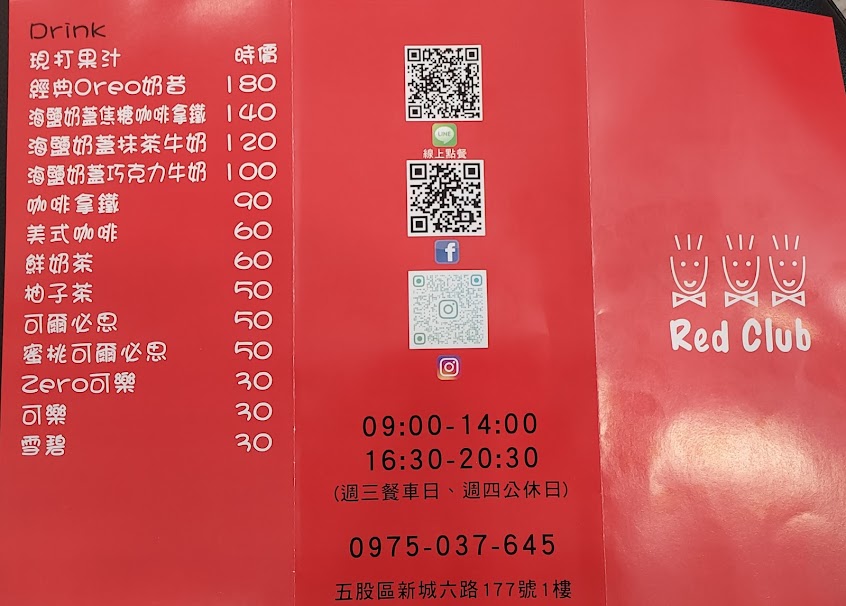 Drink
現打果汁 時價
經典Oreo奶昔 180
海鹽奶蓋焦糖咖啡拿鐵 140
海鹽奶蓋抹茶牛奶 120
海鹽奶蓋巧克力牛奶 100
咖啡拿鐵 90
美式咖啡 60
鮮奶茶 60
柚子茶 50
可爾必思 50
蜜桃可爾必思 50
Zero可樂 30
可樂 30
雪碧 30
LINE
線上點餐
09:00-14:00
16:30-20:30
(週三餐車日、週四公休日)
0975-037-645
五股區新城六路177號1樓
Red Club